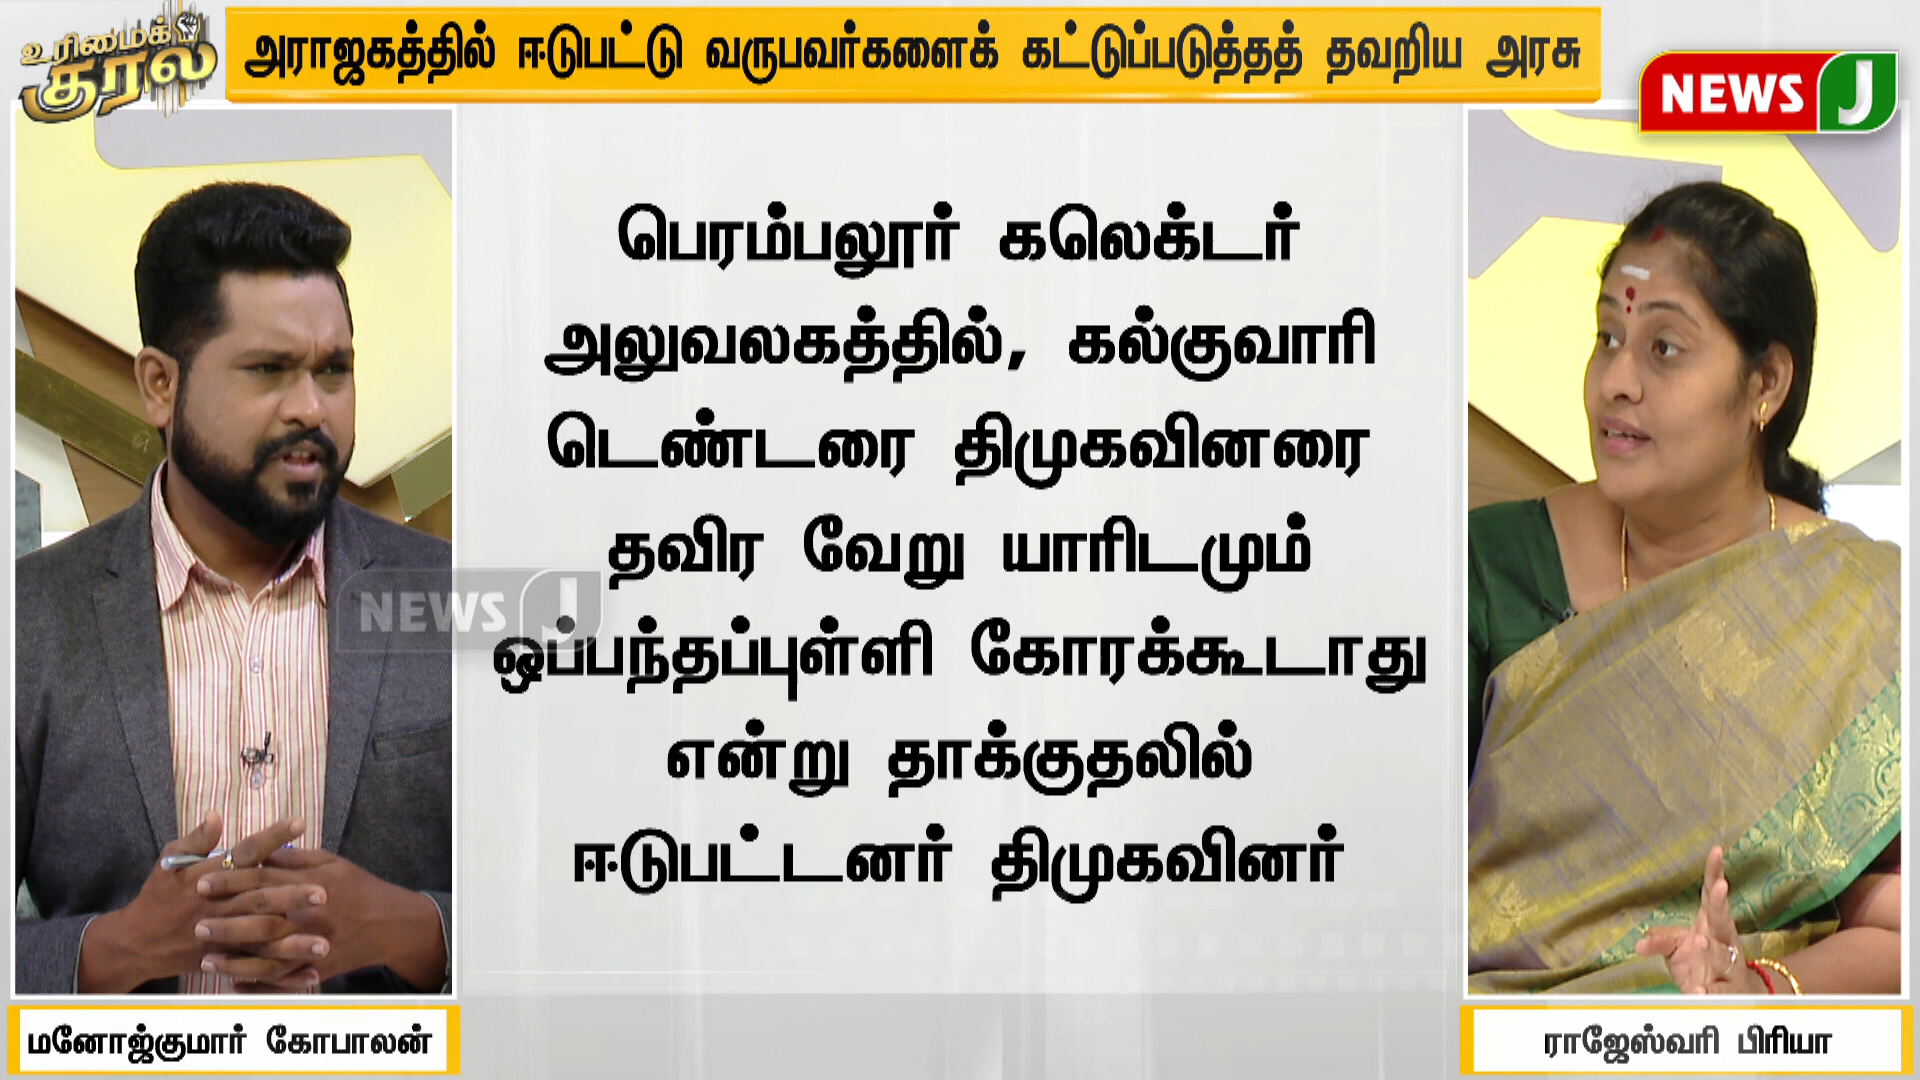 உரிமைக்
குரல்
அராஜகத்தில் ஈடுபட்டு வருபவர்களைக் கட்டுப்படுத்தத் தவறிய அரசு
NEWS J
பெரம்பலூர் கலெக்டர்
அலுவலகத்தில், கல்குவாரி
டெண்டரை திமுகவினரை
தவிர வேறு யாரிடமும்
NEWS J
ஒப்பந்தப்புள்ளி கோரக்கூடாது
என்று தாக்குதலில்
ஈடுபட்டனர் திமுகவினர்
மனோஜ்குமார் கோபாலன்
ராஜேஸ்வரி பிரியா